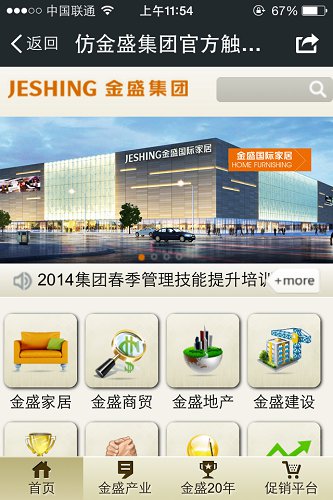 中国联通 上午11:54 67%
返回 仿金盛集团官方触...
JESHING 金盛集团
JESHING金盛国际家居
金盛国际家居
HOME FURNISHING
2014集团春季管理技能提升培训 +more
金盛家居 金盛商贸 金盛地产 金盛建设
首页 金盛产业 金盛20年 促销平台